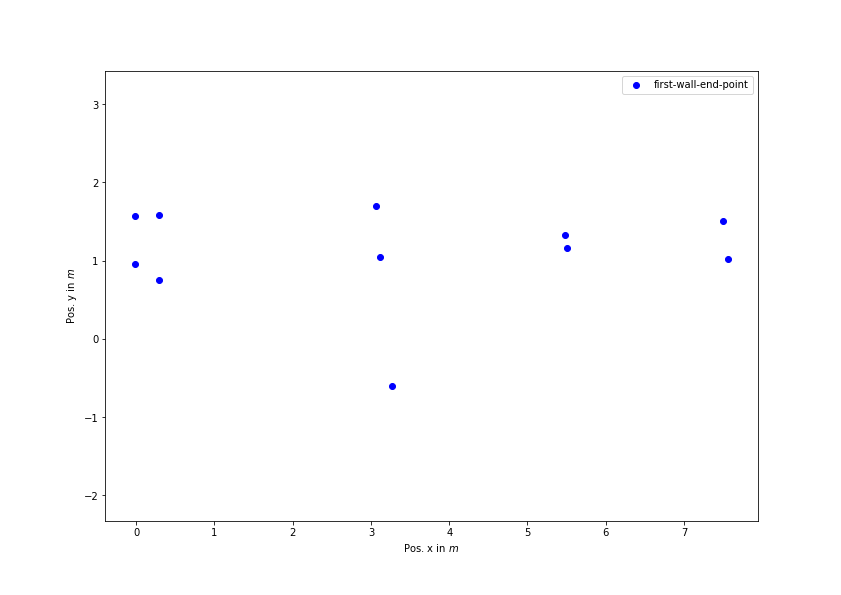 first-wall-end-point
3
2
1
0
−1
−2
Pos. y in m
0 1 2 3 4 5 6 7
Pos. x in m